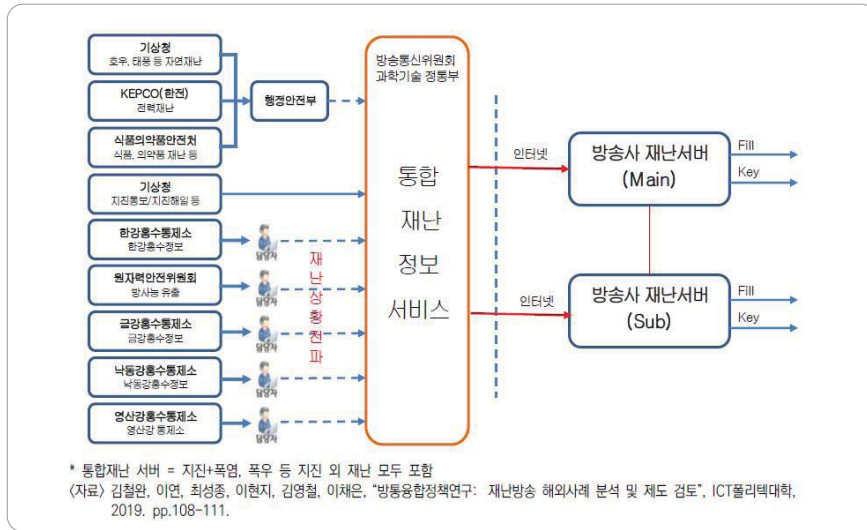 기상청
호우, 태풍 등 자연재난
KEPCO(한전)
전력재난
식품의약품안전처
식품, 의약품 재난 등
행정안전부
기상청
지진통보/지진해일 등
한강홍수통제소
한강홍수정보
담당자
원자력안전위원회
방사능 유출
담당자
금강홍수통제소
금강홍수정보
담당자
낙동강홍수통제소
낙동강홍수정보
담당자
영산강홍수통제소
영산강 통제소
담당자
재난상황전파
방송통신위원회
과학기술 정통부
통합
재난
정보
서비스
인터넷
방송사 재난서버
(Main)
Fill
Key
인터넷
방송사 재난서버
(Sub)
Fill
Key
* 통합재난 서버 = 지진+폭염, 폭우 등 지진 외 재난 모두 포함
〈자료〉 김철완, 이연, 최성종, 이현지, 김영철, 이채은, “방통융합정책연구: 재난방송 해외사례 분석 및 제도 검토”, ICT폴리텍대학,
2019. pp.108-111.